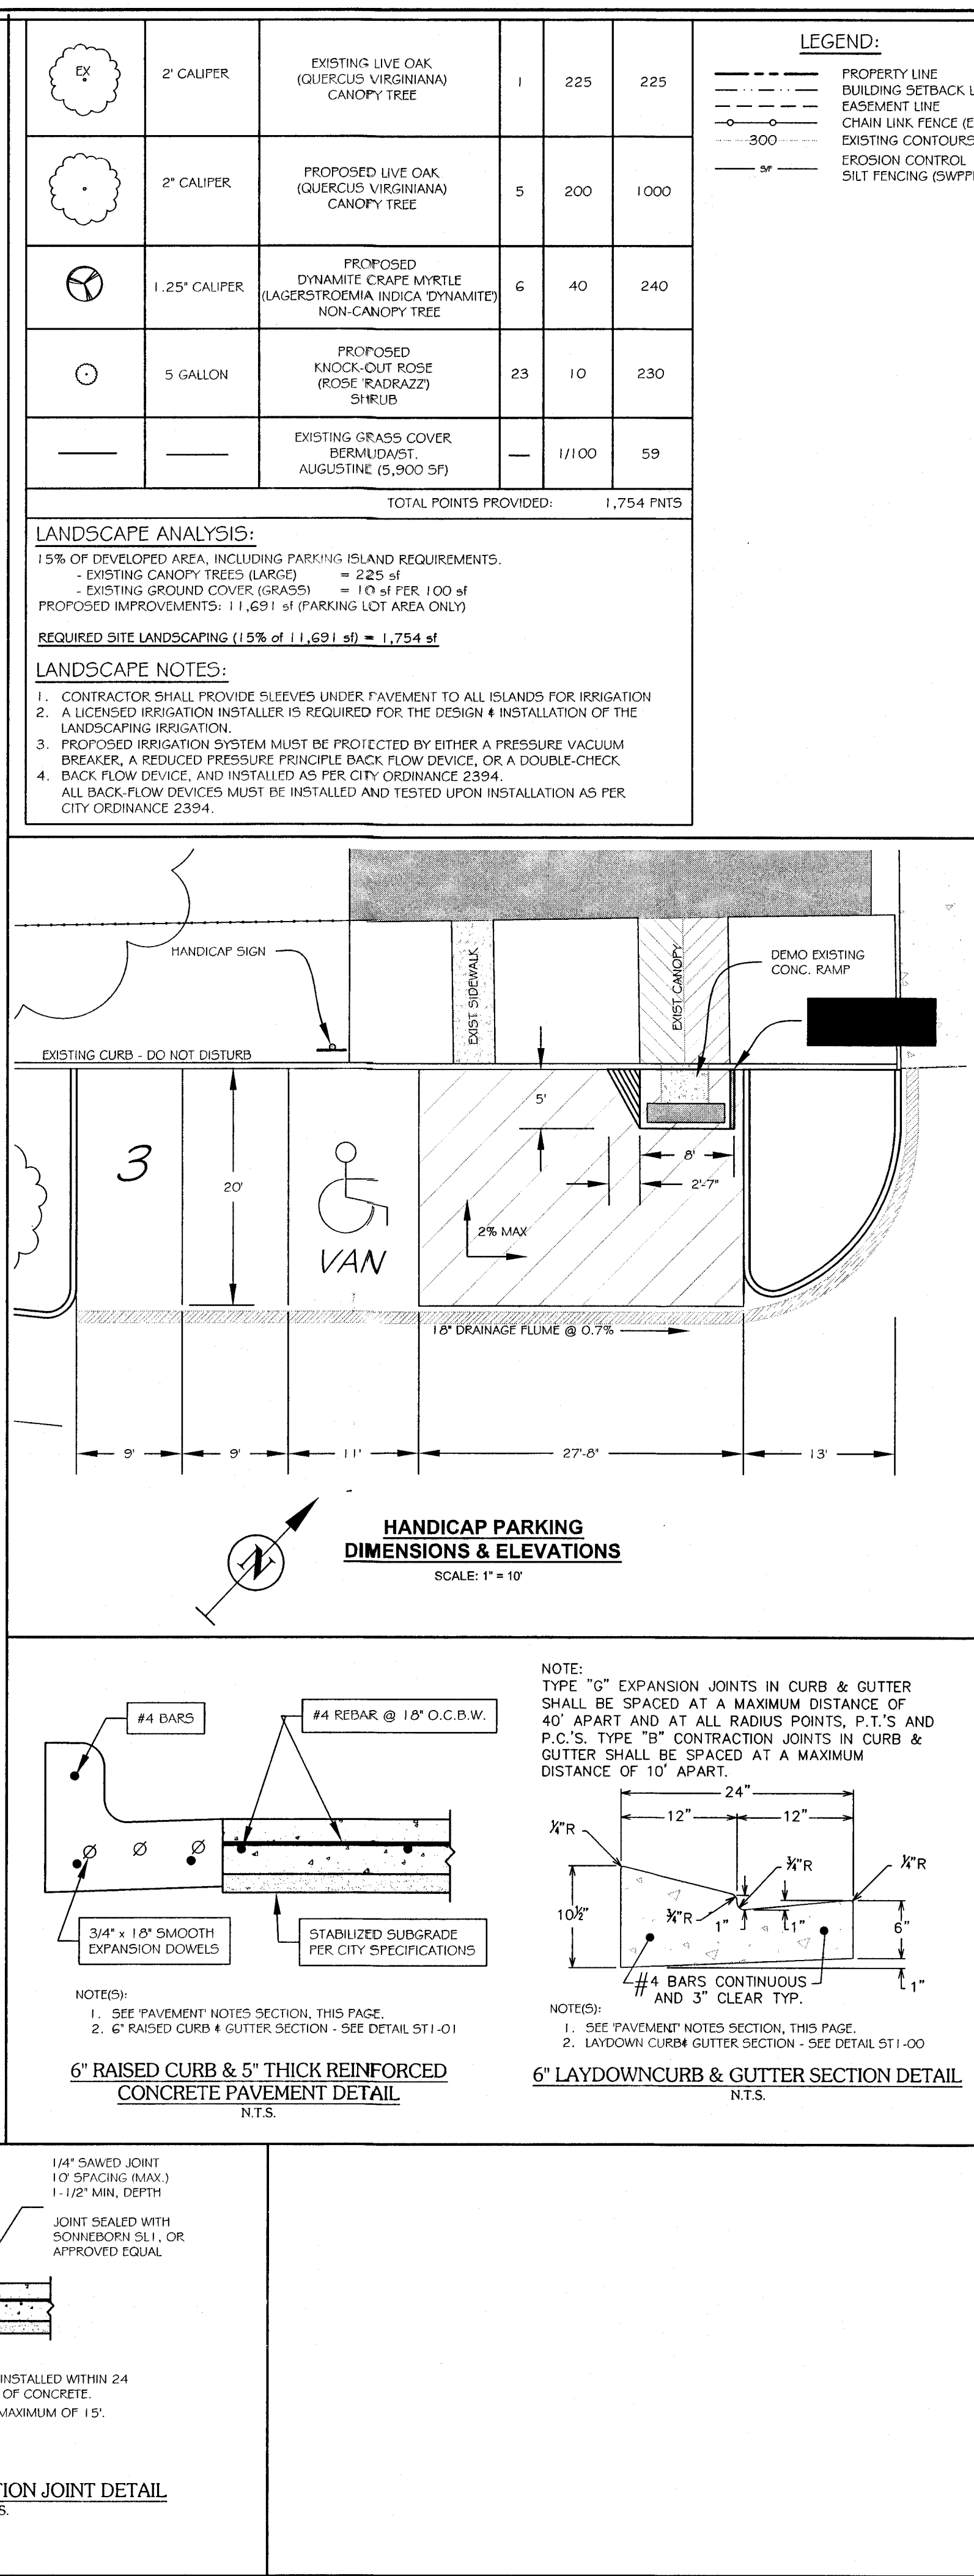 EX
2' CALIPER
EXISTING LIVE OAK
(QUERCUS VIRGINIANA)
CANOPY TREE
1
225
225
2" CALIPER
PROPOSED LIVE OAK
(QUERCUS VIRGINIANA)
CANOPY TREE
5
200
1000
1.25" CALIPER
PROPOSED
DYNAMITE CRAPE MYRTLE
(LAGERSTROEMIA INDICA 'DYNAMITE')
NON-CANOPY TREE
6
40
240
5 GALLON
PROPOSED
KNOCK-OUT ROSE
(ROSE 'RADRAZZ')
SHRUB
23
10
230
EXISTING GRASS COVER
BERMUDA/ST.
AUGUSTINE (5,900 SF)
1/100
59
TOTAL POINTS PROVIDED: 1,754 PNTS
LEGEND:
PROPERTY LINE
BUILDING SETBACK L
EASEMENT LINE
CHAIN LINK FENCE (E
300 EXISTING CONTOURS
EROSION CONTROL
S/F SILT FENCING (SWPP
LANDSCAPE ANALYSIS:
15% OF DEVELOPED AREA, INCLUDING PARKING ISLAND REQUIREMENTS.
- EXISTING CANOPY TREES (LARGE) = 225 sf
- EXISTING GROUND COVER (GRASS) = 10 sf PER 100 sf
PROPOSED IMPROVEMENTS: 11,691 sf (PARKING LOT AREA ONLY)
REQUIRED SITE LANDSCAPING (15% of 11,691 sf) = 1,754 sf
LANDSCAPE NOTES:
1. CONTRACTOR SHALL PROVIDE SLEEVES UNDER PAVEMENT TO ALL ISLANDS FOR IRRIGATION
2. A LICENSED IRRIGATION INSTALLER IS REQUIRED FOR THE DESIGN & INSTALLATION OF THE
LANDSCAPING IRRIGATION.
3. PROPOSED IRRIGATION SYSTEM MUST BE PROTECTED BY EITHER A PRESSURE VACUUM
BREAKER, A REDUCED PRESSURE PRINCIPLE BACK FLOW DEVICE, OR A DOUBLE-CHECK
4. BACK FLOW DEVICE, AND INSTALLED AS PER CITY ORDINANCE 2394.
ALL BACK-FLOW DEVICES MUST BE INSTALLED AND TESTED UPON INSTALLATION AS PER
CITY ORDINANCE 2394.
HANDICAP SIGN
EXIST SIDEWALK
EXIST CANOPY
DEMO EXISTING
CONC. RAMP
EXISTING CURB - DO NOT DISTURB
5'
3
20'
8'
2'-7"
2% MAX
VAN
18" DRAINAGE FLUME @ 0.7%
9'
9'
11'
27'-8"
13'
N
HANDICAP PARKING
DIMENSIONS & ELEVATIONS
SCALE: 1" = 10'
#4 BARS
#4 REBAR @ 18" O.C.B.W.
3/4" x 18" SMOOTH
EXPANSION DOWELS
STABILIZED SUBGRADE
PER CITY SPECIFICATIONS
NOTE(S):
1. SEE 'PAVEMENT' NOTES SECTION, THIS PAGE.
2. 6" RAISED CURB & GUTTER SECTION - SEE DETAIL ST1-01
6" RAISED CURB & 5" THICK REINFORCED
CONCRETE PAVEMENT DETAIL
N.T.S.
NOTE:
TYPE "G" EXPANSION JOINTS IN CURB & GUTTER
SHALL BE SPACED AT A MAXIMUM DISTANCE OF
40' APART AND AT ALL RADIUS POINTS, P.T.'S AND
P.C.'S. TYPE "B" CONTRACTION JOINTS IN CURB &
GUTTER SHALL BE SPACED AT A MAXIMUM
DISTANCE OF 10' APART.
24"
12"
12"
1/4"R
3/4"R
1/4"R
10 1/2"
3/4"R
1"
1"
6"
1"
#4 BARS CONTINUOUS
AND 3" CLEAR TYP.
NOTE(S):
1. SEE 'PAVEMENT' NOTES SECTION, THIS PAGE.
2. LAYDOWN CURB& GUTTER SECTION - SEE DETAIL ST1-00
6" LAYDOWNCURB & GUTTER SECTION DETAIL
N.T.S.
1/4" SAWED JOINT
10' SPACING (MAX.)
1-1/2" MIN, DEPTH
JOINT SEALED WITH
SONNEBORN SL1, OR
APPROVED EQUAL
INSTALLED WITHIN 24
OF CONCRETE.
MAXIMUM OF 15'.
TION JOINT DETAIL
S.